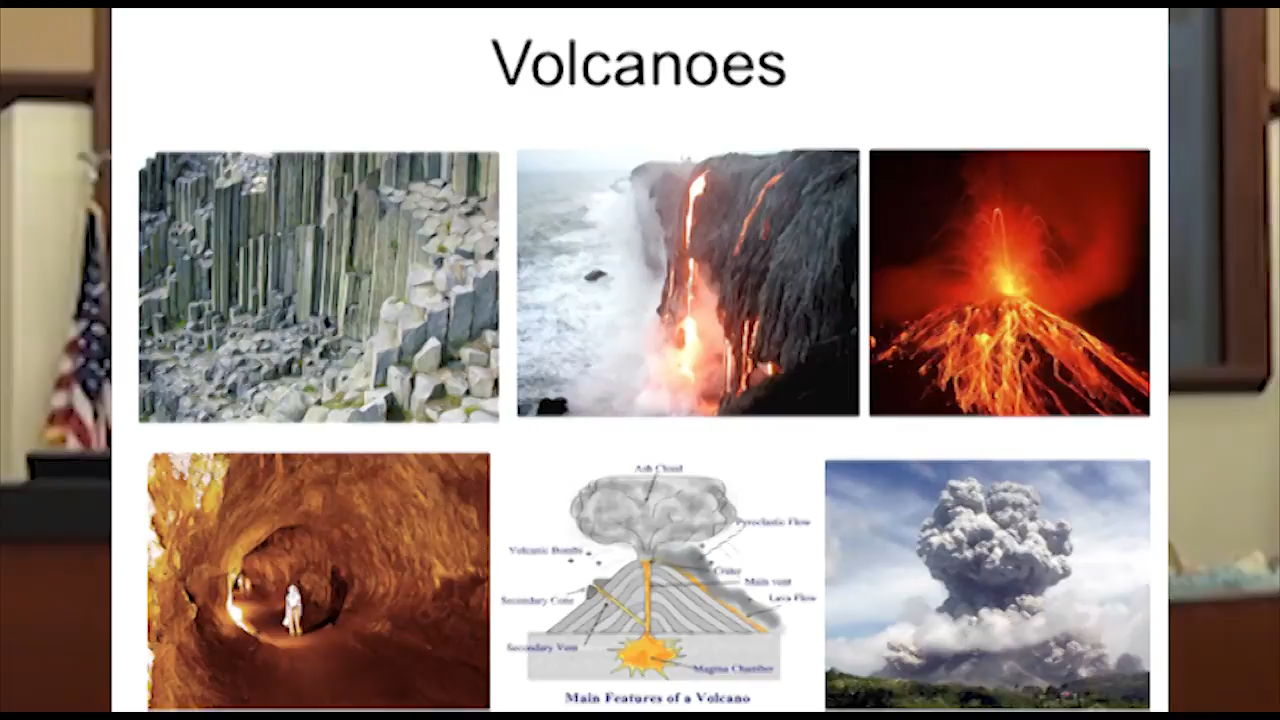 Volcanoes
Ash Cloud
Pyroclastic Flow
Volcanic Bombs
Crater
Main vent
Secondary Cone
Lava Flow
Secondary Vent
Magma Chamber
Main Features of a Volcano